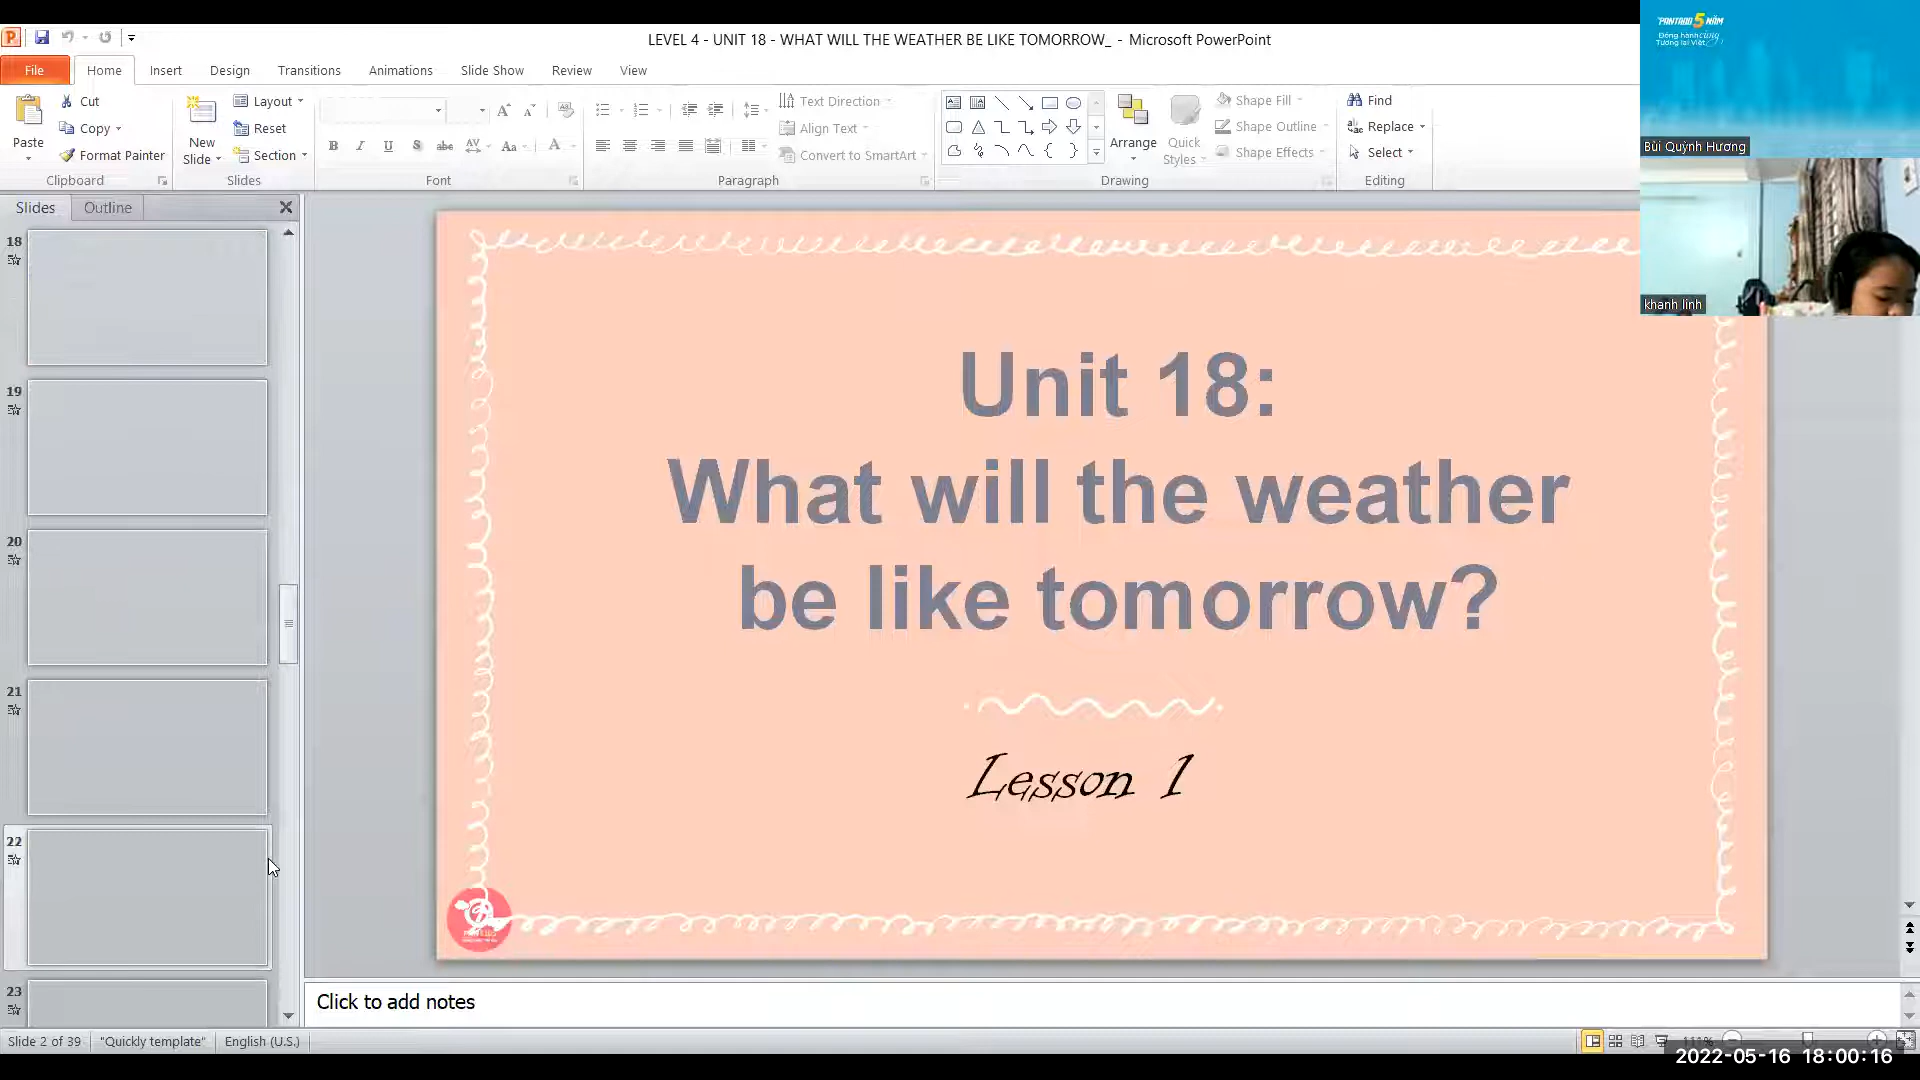 LEVEL 4 - UNIT 18 - WHAT WILL THE WEATHER BE LIKE TOMORROW_ - Microsoft PowerPoint
PANTADO 5 NĂM
Đồng hành cùng
Tương lai Việt
File Home Insert Design Transitions Animations Slide Show Review View
Paste
Cut
Copy
Format Painter
Clipboard
New
Slide
Layout
Reset
Section
Slides
B I U S abc AV Aa A
Font
Text Direction
Align Text
Convert to SmartArt
Paragraph
Arrange
Quick
Styles
Shape Fill
Shape Outline
Shape Effects
Drawing
Find
Replace
Select
Editing
Bùi Quỳnh Hương
khanh linh
Slides Outline
18
19
20
21
22
23
Unit 18:
What will the weather
be like tomorrow?
Lesson 1
Click to add notes
Slide 2 of 39 "Quickly template" English (U.S.)
111%
2022-05-16 18:00:16